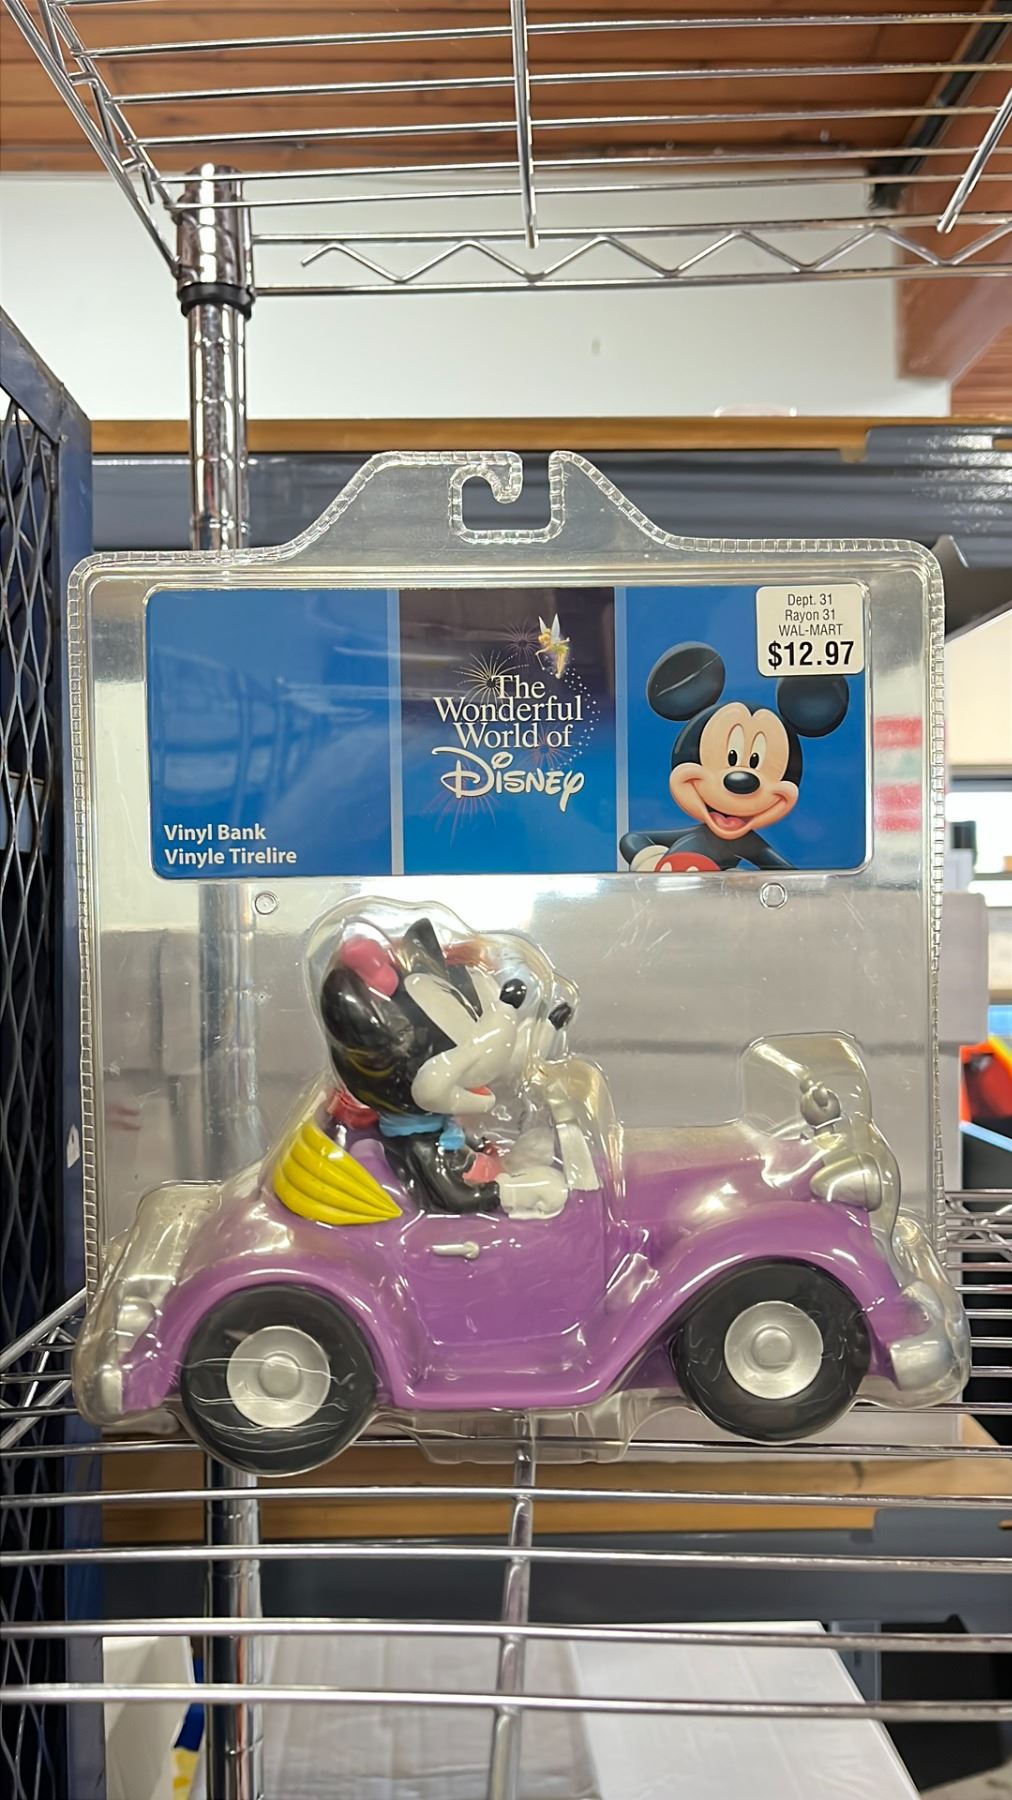 Dept. 31
Rayon 31
WAL-MART
$12.97
The
Wonderful
World of
Disney
Vinyl Bank
Vinyle Tirelire